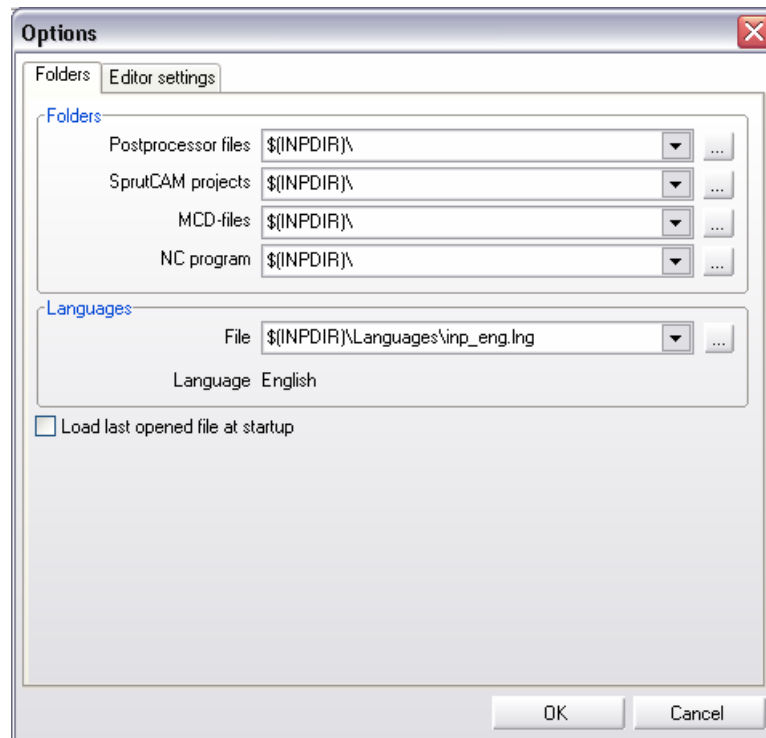 Options
Folders Editor settings
Folders
Postprocessor files $(INPDIR)\ ...
SprutCAM projects $(INPDIR)\ ...
MCD-files $(INPDIR)\ ...
NC program $(INPDIR)\ ...
Languages
File $(INPDIR)\Languages\inp_eng.lng ...
Language English
Load last opened file at startup
OK Cancel